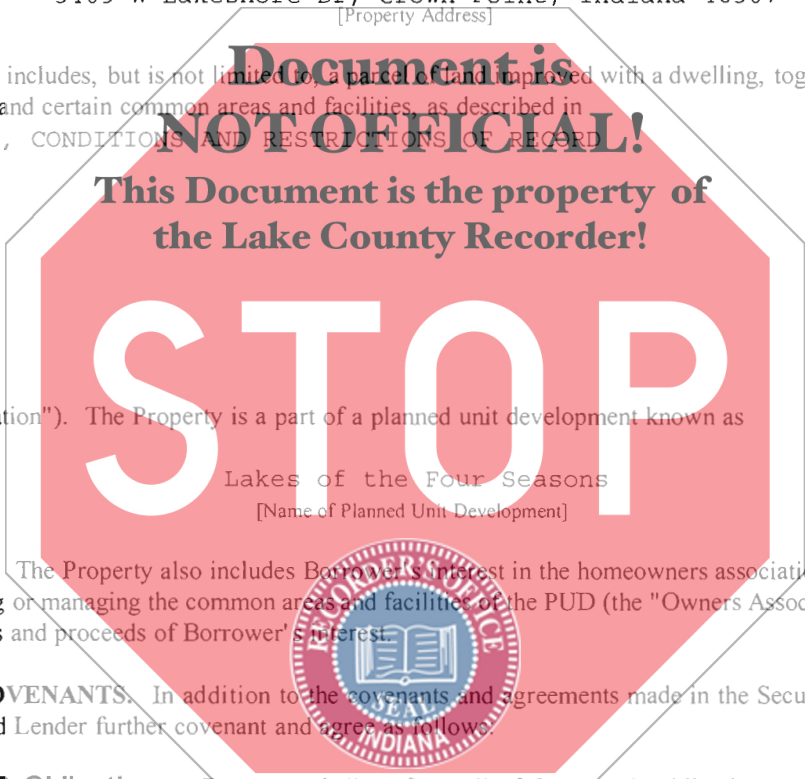 [Property Address]
Document is
includes, but is not limited to, a parcel of land improved with a dwelling, tog
and certain common areas and facilities, as described in
NOT OFFICIAL!
, CONDITIONS AND RESTRICTIONS OF RECORD
This Document is the property of
the Lake County Recorder!
STOP
tion"). The Property is a part of a planned unit development known as
Lakes of the Four Seasons
[Name of Planned Unit Development]
The Property also includes Borrower's interest in the homeowners associati
or managing the common areas and facilities of the PUD (the "Owners Assoc
and proceeds of Borrower's interest.
RECORDER'S OFFICE
SEAL
INDIANA
OVENANTS. In addition to the covenants and agreements made in the Secu
d Lender further covenant and agree as follows: